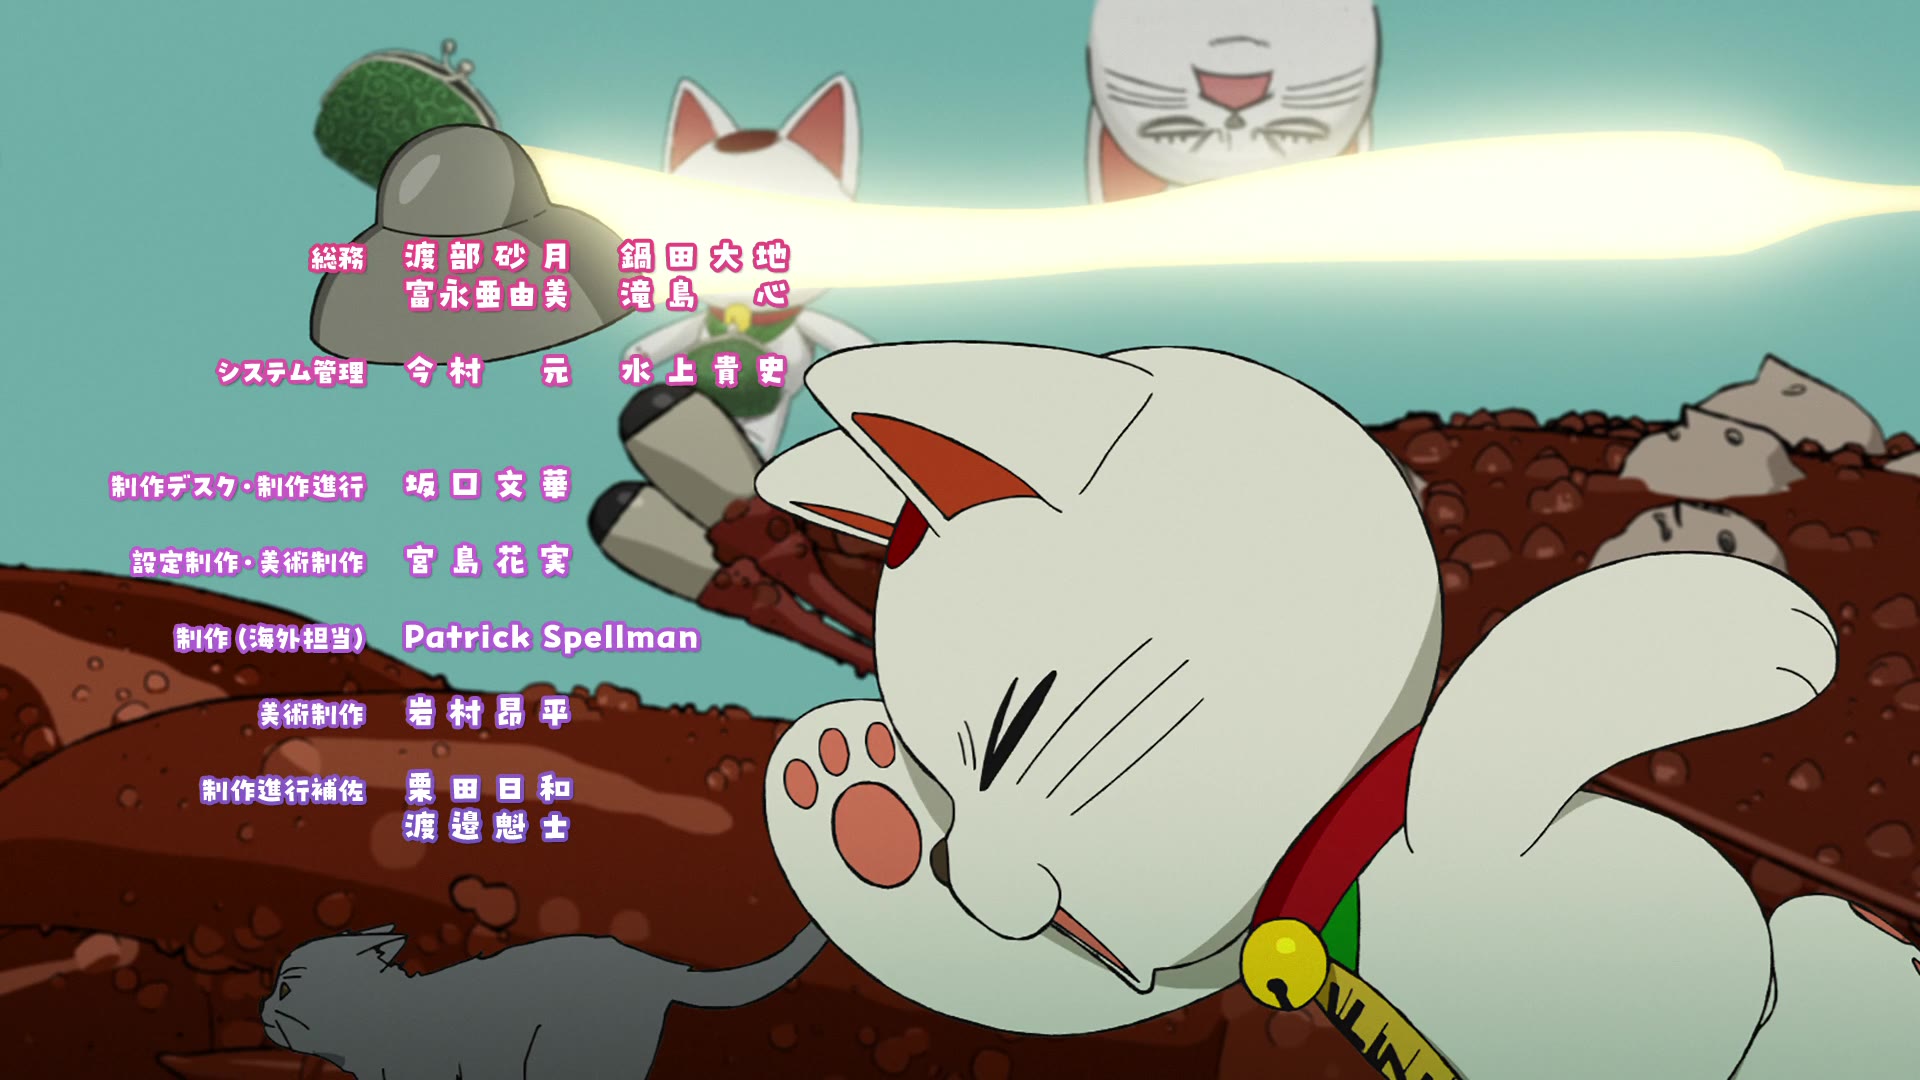 総務 渡部砂月 鍋田大地
富永亜由美 滝島 心
システム管理 今村 元 水上貴史
制作デスク・制作進行 坂口文華
設定制作・美術制作 宮島花実
制作(海外担当) Patrick Spellman
美術制作 岩村昂平
制作進行補佐 栗田日和
渡邉魁士